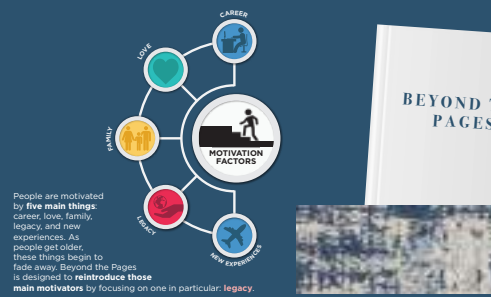 CAREER
LOVE
FAMILY
LEGACY
NEW EXPERIENCES
MOTIVATION
FACTORS
People are motivated
by five main things:
career, love, family,
legacy, and new
experiences. As
people get older,
these things begin to
fade away. Beyond the Pages
is designed to reintroduce those
main motivators by focusing on one in particular: legacy.
BEYOND
PAGES